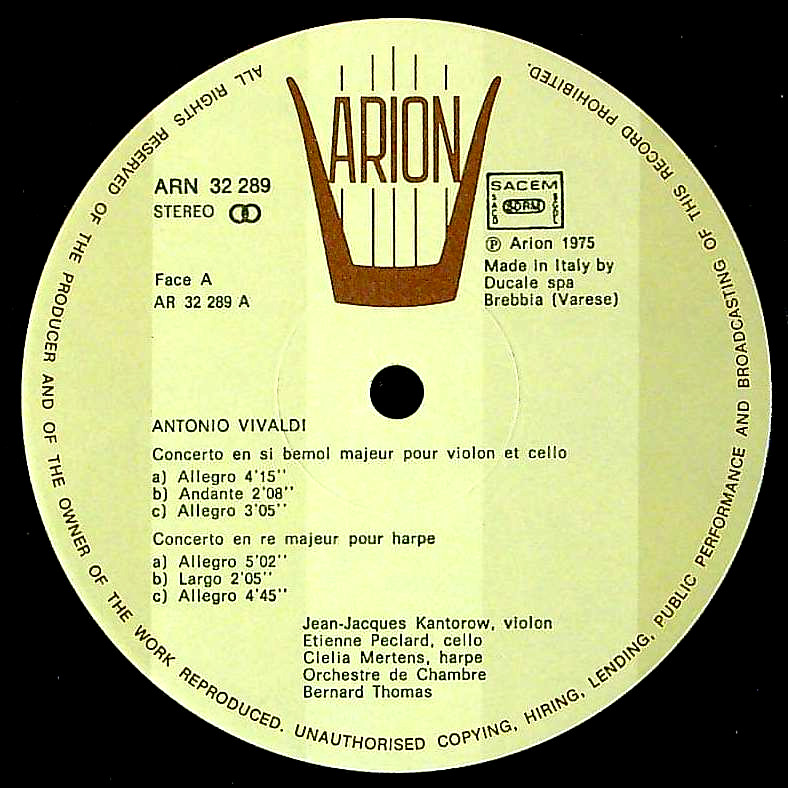 ARION
ARN 32 289
STEREO
SACEM
SACD SDRM SGDL
℗ Arion 1975
Made in Italy by
Ducale spa
Brebbia (Varese)
Face A
AR 32 289 A
ANTONIO VIVALDI
Concerto en si bemol majeur pour violon et cello
a) Allegro 4'15''
b) Andante 2'08''
c) Allegro 3'05''
Concerto en re majeur pour harpe
a) Allegro 5'02''
b) Largo 2'05''
c) Allegro 4'45''
Jean-Jacques Kantorow, violon
Etienne Peclard, cello
Clelia Mertens, harpe
Orchestre de Chambre
Bernard Thomas
ALL RIGHTS RESERVED OF THE PRODUCER AND OF THE OWNER OF THE WORK REPRODUCED. UNAUTHORISED COPYING, HIRING, LENDING, PUBLIC PERFORMANCE AND BROADCASTING OF THIS RECORD PROHIBITED.